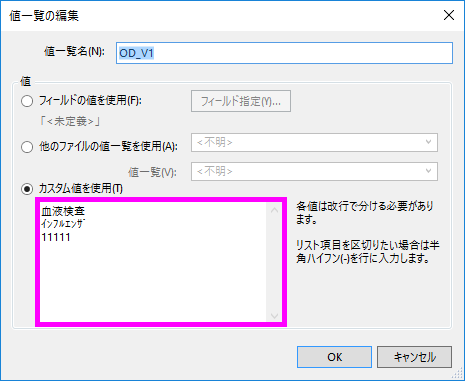 値一覧の編集
値一覧名(N):
OD_V1
値
フィールドの値を使用(F):
フィールド指定(Y)...
「<未定義>」
他のファイルの値一覧を使用(A):
<不明>
値一覧(V):
<不明>
カスタム値を使用(T)
血液検査
ｲﾝﾌﾙｴﾝｻﾞ
11111
各値は改行で分ける必要があり
ます。
リスト項目を区切りたい場合は半
角ハイフン(-)を行に入力します。
OK
キャンセル